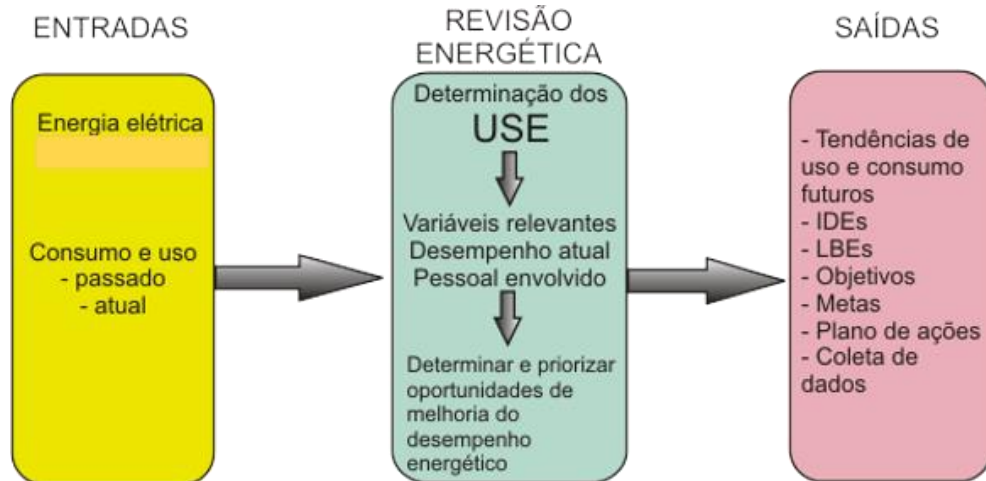 ENTRADAS
Energia elétrica
Consumo e uso
- passado
- atual
REVISÃO
ENERGÉTICA
Determinação dos
USE
Variáveis relevantes
Desempenho atual
Pessoal envolvido
Determinar e priorizar
oportunidades de
melhoria do
desempenho
energético
SAÍDAS
- Tendências de
uso e consumo
futuros
- IDEs
- LBEs
- Objetivos
- Metas
- Plano de ações
- Coleta de
dados